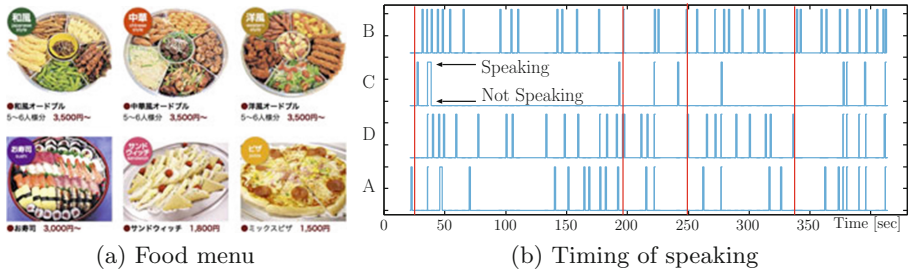 和風
中華
洋風
●和風オードブル
5〜6人様分 3,500円〜
●中華風オードブル
5〜6人様分 3,500円〜
●洋風オードブル
5〜6人様分 3,500円〜
お寿司
サンドウィッチ
ピザ
●お寿司 3,000円〜
●サンドウィッチ 1,800円
●ミックスピザ 1,500円
(a) Food menu
B
C
D
A
Speaking
Not Speaking
0 50 100 150 200 250 300 350 Time [sec]
(b) Timing of speaking